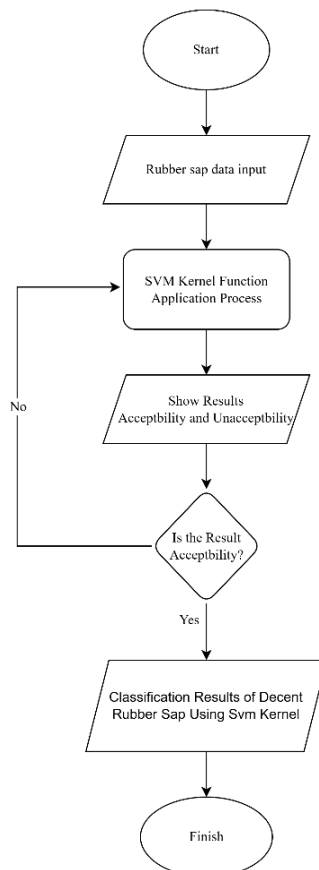 Start
Rubber sap data input
SVM Kernel Function
Application Process
Show Results
Acceptbility and Unacceptbility
No
Is the Result
Acceptbility?
Yes
Classification Results of Decent
Rubber Sap Using Svm Kernel
Finish